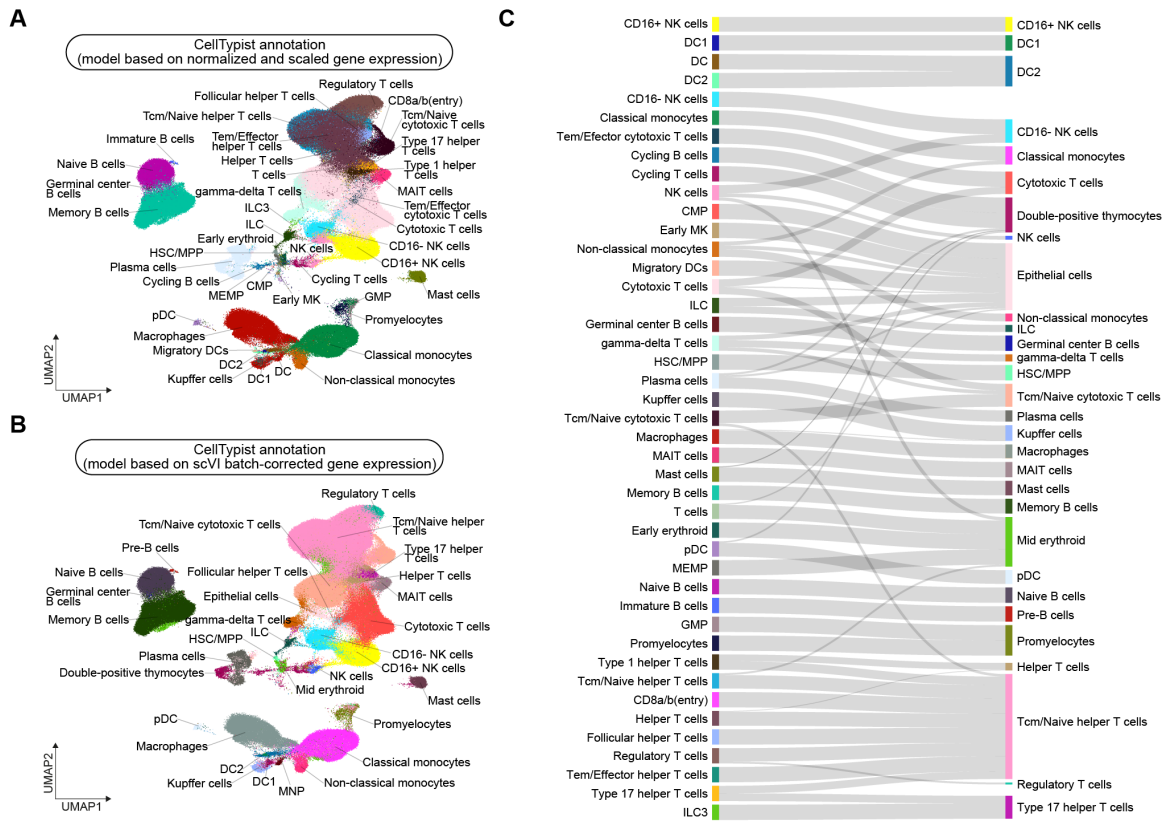 A
CellTypist annotation
(model based on normalized and scaled gene expression)
Regulatory T cells
Follicular helper T cells
CD8a/b(entry)
Tcm/Naive helper T cells
Tcm/Naive
cytotoxic T cells
Immature B cells
Tem/Effector
helper T cells
Type 17 helper
T cells
Naive B cells
Helper T cells
Type 1 helper
T cells
T cells
Germinal center
B cells
gamma-delta T cells
MAIT cells
Memory B cells
ILC3
Tem/Effector
cytotoxic T cells
ILC
Cytotoxic T cells
Early erythroid
HSC/MPP
NK cells
CD16- NK cells
Plasma cells
CD16+ NK cells
Cycling B cells
Cycling T cells
MEMP
CMP
Early MK
GMP
Mast cells
pDC
Promyelocytes
Macrophages
Migratory DCs
Classical monocytes
DC2
Kupffer cells
DC1
DC
Non-classical monocytes
UMAP2
UMAP1
B
CellTypist annotation
(model based on scVI batch-corrected gene expression)
Regulatory T cells
Tcm/Naive cytotoxic T cells
Tcm/Naive helper
T cells
Pre-B cells
Type 17 helper
T cells
Naive B cells
Follicular helper T cells
Helper T cells
Germinal center
B cells
Epithelial cells
MAIT cells
Memory B cells
gamma-delta T cells
Cytotoxic T cells
ILC
HSC/MPP
Plasma cells
CD16- NK cells
CD16+ NK cells
Double-positive thymocytes
NK cells
Mid erythroid
Mast cells
pDC
Promyelocytes
Macrophages
Classical monocytes
DC2
Kupffer cells
DC1
MNP
Non-classical monocytes
UMAP2
UMAP1
C
CD16+ NK cells
DC1
DC
DC2
CD16- NK cells
Classical monocytes
Tem/Efector cytotoxic T cells
Cycling B cells
Cycling T cells
NK cells
CMP
Early MK
Non-classical monocytes
Migratory DCs
Cytotoxic T cells
ILC
Germinal center B cells
gamma-delta T cells
HSC/MPP
Plasma cells
Kupffer cells
Tcm/Naive cytotoxic T cells
Macrophages
MAIT cells
Mast cells
Memory B cells
T cells
Early erythroid
pDC
MEMP
Naive B cells
Immature B cells
GMP
Promyelocytes
Type 1 helper T cells
Tcm/Naive helper T cells
CD8a/b(entry)
Helper T cells
Follicular helper T cells
Regulatory T cells
Tem/Effector helper T cells
Type 17 helper T cells
ILC3
CD16+ NK cells
DC1
DC2
CD16- NK cells
Classical monocytes
Cytotoxic T cells
Double-positive thymocytes
NK cells
Epithelial cells
Non-classical monocytes
ILC
Germinal center B cells
gamma-delta T cells
HSC/MPP
Tcm/Naive cytotoxic T cells
Plasma cells
Kupffer cells
Macrophages
MAIT cells
Mast cells
Memory B cells
Mid erythroid
pDC
Naive B cells
Pre-B cells
Promyelocytes
Helper T cells
Tcm/Naive helper T cells
Regulatory T cells
Type 17 helper T cells